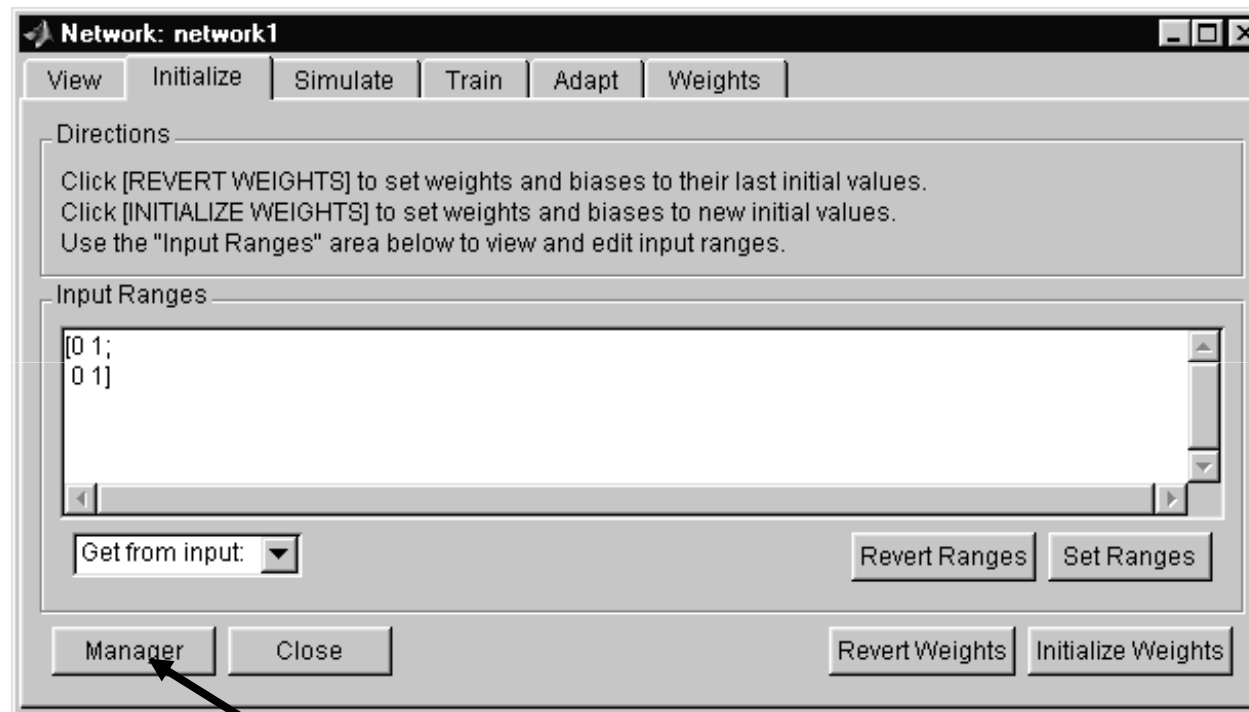 Network: network1
View Initialize Simulate Train Adapt Weights
Directions
Click [REVERT WEIGHTS] to set weights and biases to their last initial values.
Click [INITIALIZE WEIGHTS] to set weights and biases to new initial values.
Use the "Input Ranges" area below to view and edit input ranges.
Input Ranges
[0 1;
0 1]
Get from input: Revert Ranges Set Ranges
Manager Close Revert Weights Initialize Weights